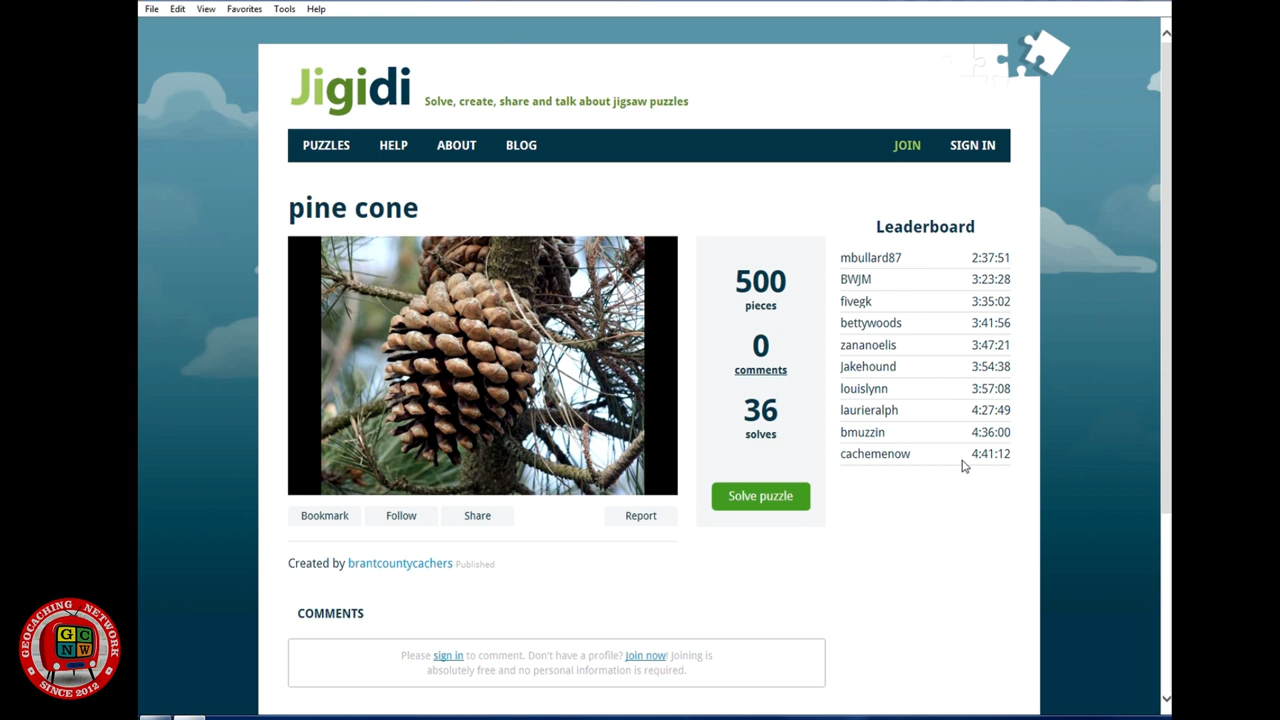 File Edit View Favorites Tools Help
Jigidi Solve, create, share and talk about jigsaw puzzles
PUZZLES HELP ABOUT BLOG JOIN SIGN IN
pine cone
500
pieces
0
comments
36
solves
Solve puzzle
Leaderboard
mbullard87 2:37:51
BWJM 3:23:28
fivegk 3:35:02
bettywoods 3:41:56
zananoelis 3:47:21
Jakehound 3:54:38
louislynn 3:57:08
laurieralph 4:27:49
bmuzzin 4:36:00
cachemenow 4:41:12
Bookmark Follow Share Report
Created by brantcountycachers Published
COMMENTS
Please sign in to comment. Don't have a profile? Join now! Joining is
absolutely free and no personal information is required.
GEOCACHING NETWORK
GC
NW
SINCE 2012